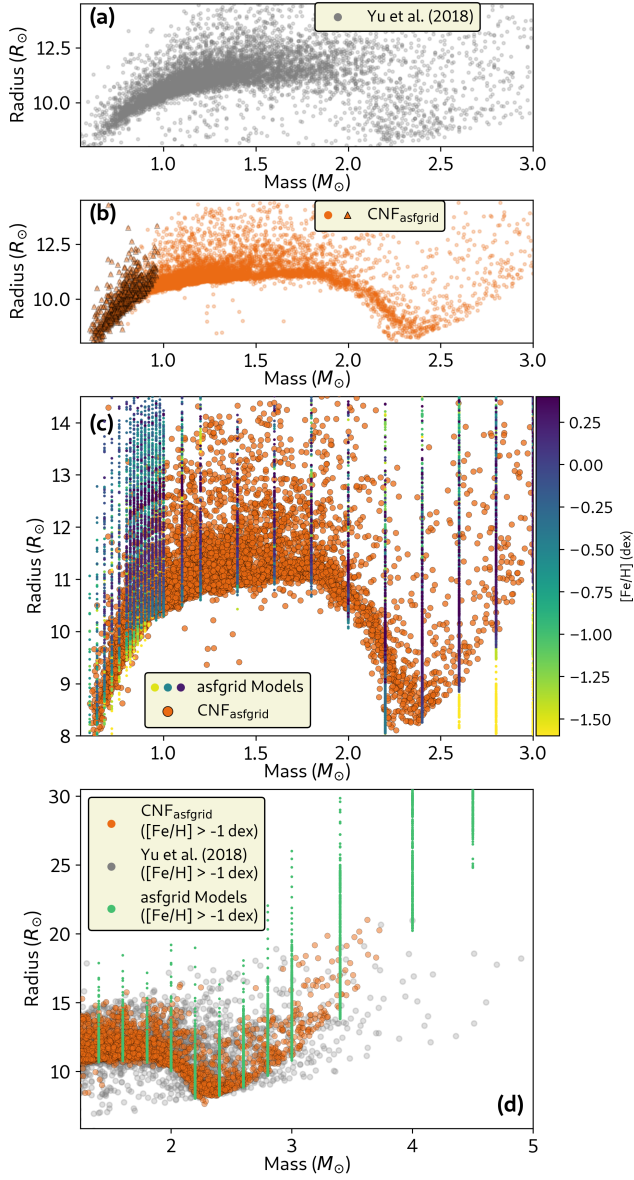 (a)
Yu et al. (2018)
12.5
10.0
Radius (R⊙)
1.0 1.5 2.0 2.5 3.0
Mass (M⊙)
(b)
CNFasfgrid
12.5
10.0
Radius (R⊙)
1.0 1.5 2.0 2.5 3.0
Mass (M⊙)
(c)
14
13
12
11
10
9
8
Radius (R⊙)
asfgrid Models
CNFasfgrid
1.0 1.5 2.0 2.5 3.0
Mass (M⊙)
0.25
0.00
−0.25
−0.50
−0.75
−1.00
−1.25
−1.50
[Fe/H] (dex)
CNFasfgrid
([Fe/H] > -1 dex)
Yu et al. (2018)
([Fe/H] > -1 dex)
asfgrid Models
([Fe/H] > -1 dex)
30
25
20
15
10
Radius (R⊙)
(d)
2 3 4 5
Mass (M⊙)